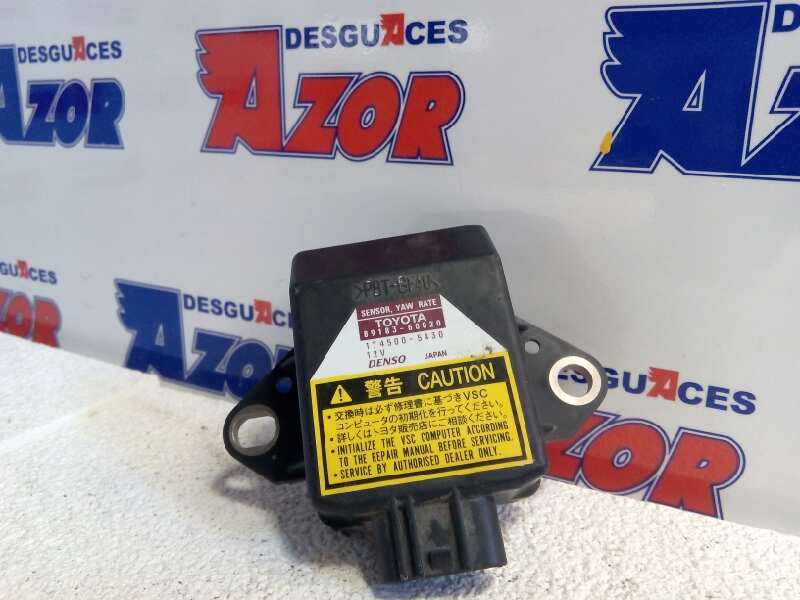 DESGUACES
AZOR
DESGUACES
AZOR
DESGUACES
AZOR
DESGUACES
AZOR
DESGUACES
AZOR
DESGUACES
AZOR
SENSOR, YAW RATE
TOYOTA
12V
DENSO JAPAN
警告 CAUTION
•交換時は必ず修理書に基づきVSC
コンピュータの初期化を行ってください。
•詳しくはトヨタ販売店にご相談ください。
•INITIALIZE THE VSC COMPUTER ACCORDING
TO THE REPAIR MANUAL BEFORE SERVICING.
•SERVICE BY AUTHORISED DEALER ONLY.